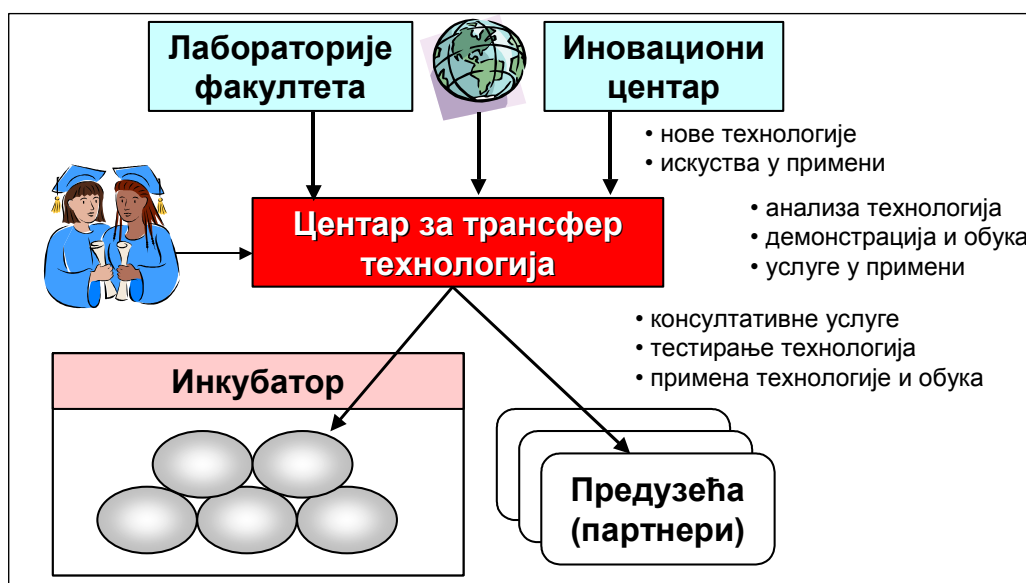 Лабораторије
факултета
Иновациони
центар
• нове технологије
• искуства у примени
Центар за трансфер
технологија
• анализа технологија
• демонстрација и обука
• услуге у примени
• консултативне услуге
• тестирање технологија
• примена технологије и обука
Инкубатор
Предузећа
(партнери)